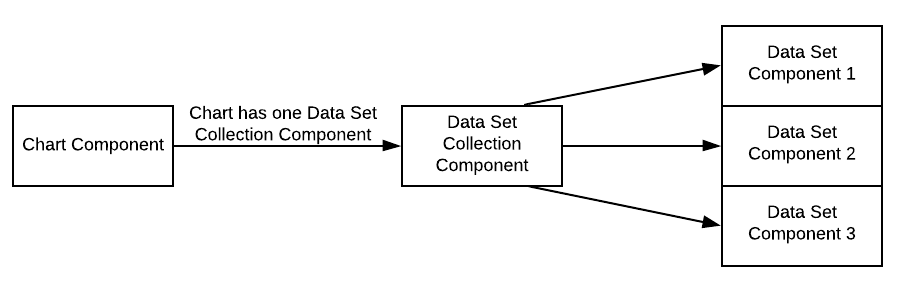 Chart Component
Chart has one Data Set
Collection Component
Data Set
Collection
Component
Data Set
Component 1
Data Set
Component 2
Data Set
Component 3